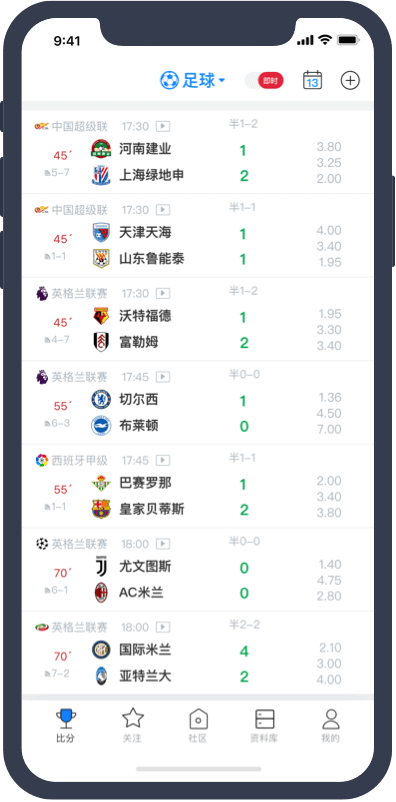 9:41
足球 即时 13
中国超级联 17:30 半1-2
河南建业 1 3.80
45' 3.25
5-7 上海绿地申 2 2.00
中国超级联 17:30 半1-1
天津天海 1 4.00
45' 3.40
1-1 山东鲁能泰 1 1.95
英格兰联赛 17:30 半1-2
沃特福德 1 1.95
45' 3.30
4-7 富勒姆 2 3.40
英格兰联赛 17:45 半0-0
切尔西 1 1.36
55' 4.50
6-3 布莱顿 0 7.00
西班牙甲级 17:45 半1-1
巴赛罗那 1 2.00
55' 3.40
1-1 皇家贝蒂斯 2 3.80
英格兰联赛 18:00 半0-0
尤文图斯 0 1.40
70' 4.75
6-1 AC米兰 0 2.80
英格兰联赛 18:00 半2-2
国际米兰 4 2.10
70' 3.00
7-2 亚特兰大 2 4.00
比分 关注 社区 资料库 我的